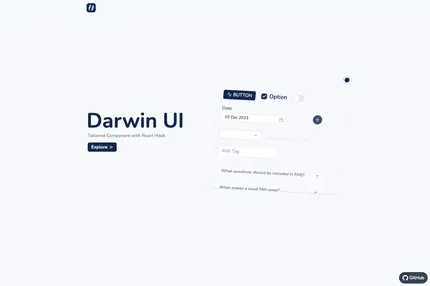 BUTTON
Option
Date
03 Dec 2023
Darwin UI
Tailwind Component with React Hook
Explore
Add Tag
What questions should be included in FAQ?
What makes a good FAQ page?
GitHub